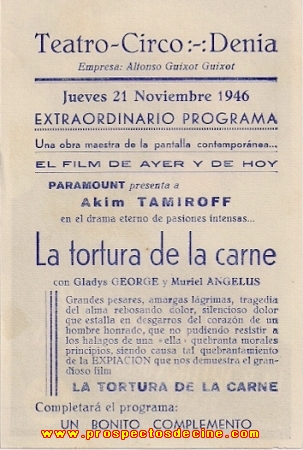 Teatro-Circo:-:Denia
Empresa: Alfonso Guixot Guixot
Jueves 21 Noviembre 1946
EXTRAORDINARIO PROGRAMA
Una obra maestra de la pantalla contemporánea...
EL FILM DE AYER Y DE HOY
PARAMOUNT presenta a
Akim TAMIROFF
en el drama eterno de pasiones intensas...
La tortura de la carne
con Gladys GEORGE y Muriel ANGELUS
Grandes pesares, amargas lágrimas, tragedia
del alma rebosando dolor, silencioso dolor
que estalla en desgarros del corazón de un
hombre honrado, que no pudiendo resistir a
los halagos de una «ella» quebranta morales
principios, siendo causa tal quebrantamiento
de la EXPIACION que nos demuestra el gran-
dioso film
LA TORTURA DE LA CARNE
Completará el programa:
UN BONITO COMPLEMENTO
www.prospectosdecine.com